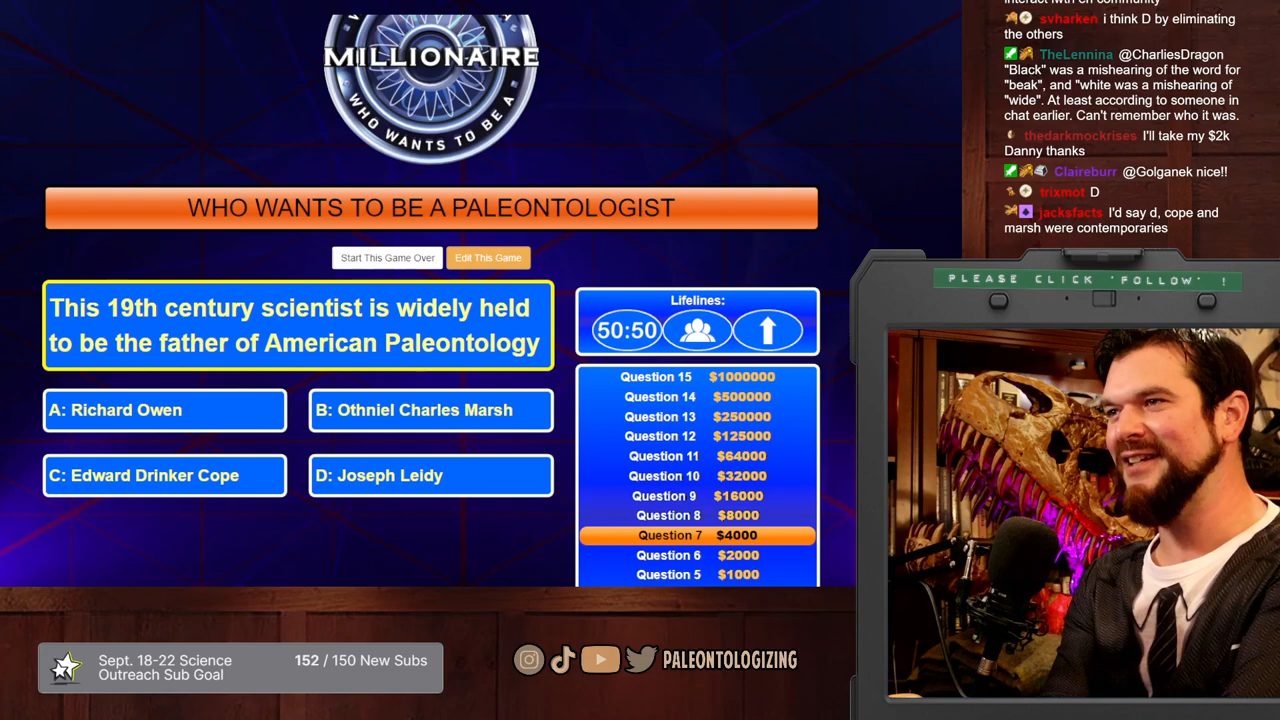 MILLIONAIRE
WHO WANTS TO BE A
WHO WANTS TO BE A PALEONTOLOGIST
Start This Game Over
Edit This Game
This 19th century scientist is widely held
to be the father of American Paleontology
A: Richard Owen
B: Othniel Charles Marsh
C: Edward Drinker Cope
D: Joseph Leidy
Lifelines:
50:50
Question 15 $1000000
Question 14 $500000
Question 13 $250000
Question 12 $125000
Question 11 $64000
Question 10 $32000
Question 9 $16000
Question 8 $8000
Question 7 $4000
Question 6 $2000
Question 5 $1000
interact iwth en community
svharken i think D by eliminating
the others
TheLennina @CharliesDragon
"Black" was a mishearing of the word for
"beak", and "white was a mishearing of
"wide". At least according to someone in
chat earlier. Can't remember who it was.
thedarkmockrises I'll take my $2k
Danny thanks
Claireburr @Golganek nice!!
trixmot D
jacksfacts I'd say d, cope and
marsh were contemporaries
PLEASE CLICK 'FOLLOW' !
Sept. 18-22 Science
Outreach Sub Goal
152 / 150 New Subs
PALEONTOLOGIZING